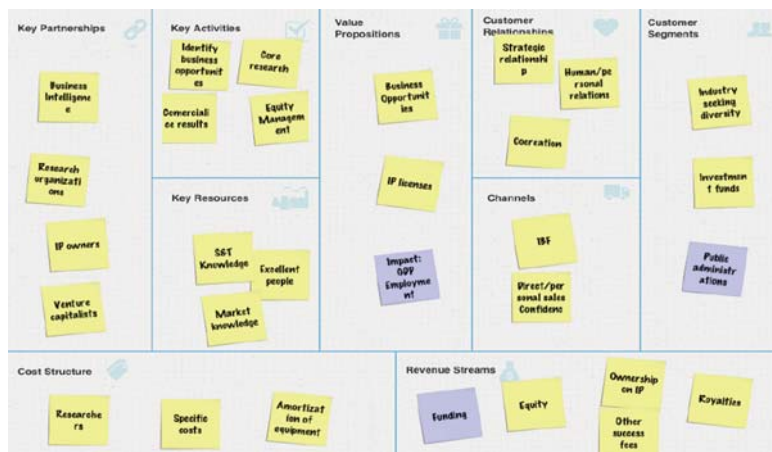 Key Partnerships
Business
Intelligenc
e
Research
organizati
ons
IP owners
Venture
capitalists
Key Activities
Identify
business
opportunit
ies
Core
research
Comerciali
ce results
Equity
Managem
ent
Key Resources
S&T
Knowledge
Excellent
people
Market
knowledge
Value
Propositions
Business
Opportunit
ies
IP licenses
Impact:
GDP
Employme
nt
Customer
Relationships
Strategic
relationshi
p
Human/pe
rsonal
relations
Cocreation
Channels
IBF
Direct/per
sonal sales
Confidenc
Customer
Segments
Industry
seeking
diversity
Investmen
t funds
Public
administr
ations
Cost Structure
Researche
rs
Specific
costs
Amortizat
ion of
equipment
Revenue Streams
Funding
Equity
Ownership
on IP
Other
success
fees
Royalties